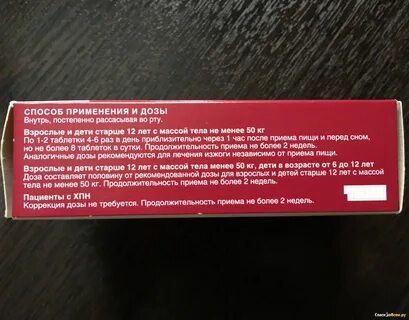 СПОСОБ ПРИМЕНЕНИЯ И ДОЗЫ
Внутрь, постепенно рассасывая во рту.
Взрослые и дети старше 12 лет с массой тела не менее 50 кг
По 1-2 таблетки 4-6 раз в день приблизительно через 1 час после приема пищи и перед сном,
но не более 8 таблеток в сутки. Продолжительность приема не более 2 недель.
Аналогичные дозы рекомендуются для лечения изжоги независимо от приема пищи.
Взрослые и дети старше 12 лет с массой тела менее 50 кг, дети в возрасте от 6 до 12 лет
Доза составляет половину от рекомендованной дозы для взрослых и детей старше 12 лет с массой
тела не менее 50 кг. Продолжительность приема не более 2 недель.
Пациенты с ХПН
Коррекция дозы не требуется. Продолжительность приема не более 2 недель.